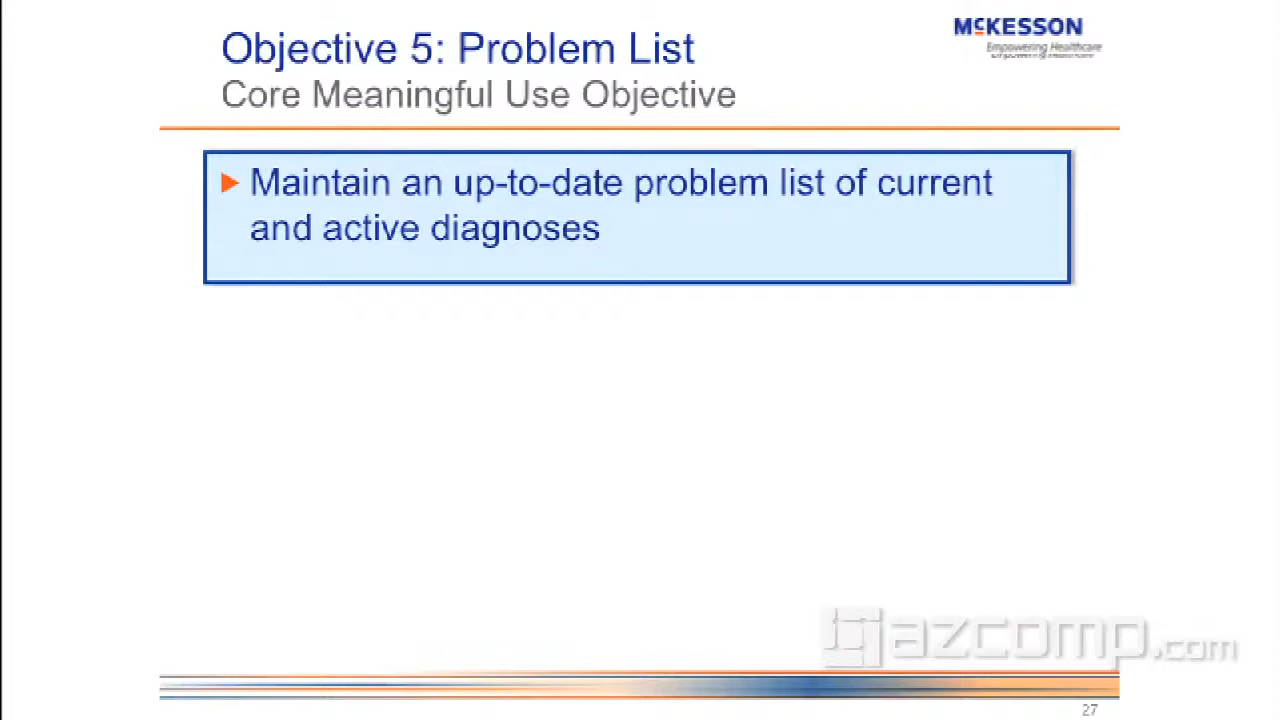 Objective 5: Problem List
Core Meaningful Use Objective
McKESSON
Empowering Healthcare
Maintain an up-to-date problem list of current
and active diagnoses
azcomp.com
27